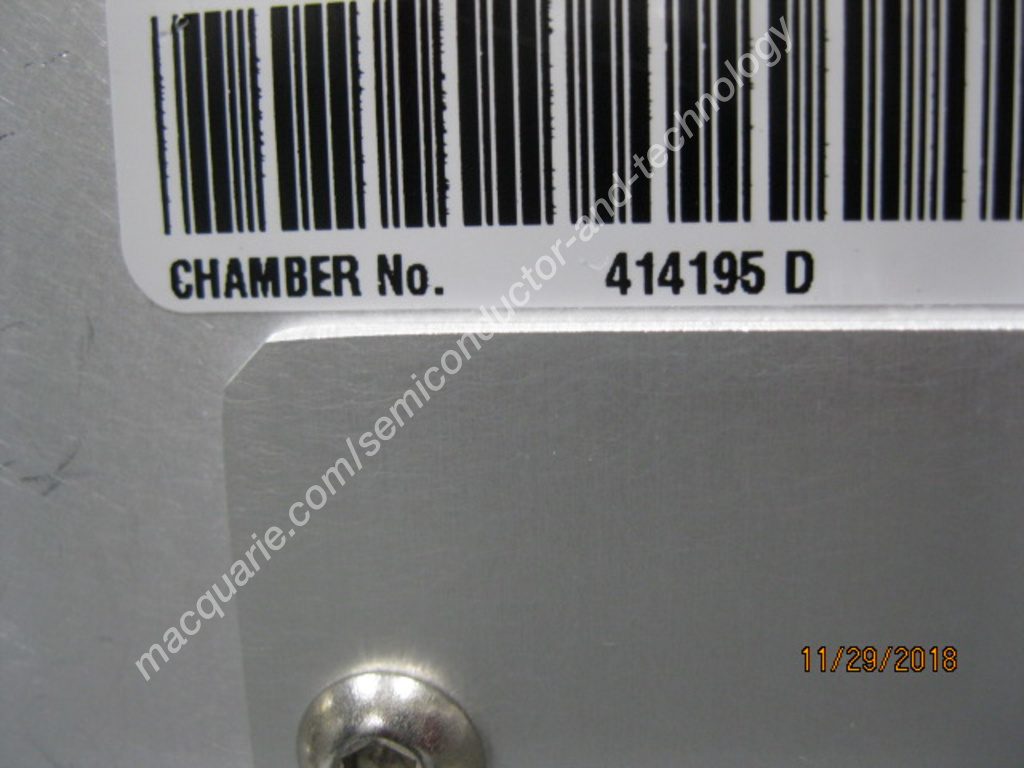 CHAMBER No. 414195 D
macquarie.com/semiconductor-and-technology
11/29/2018